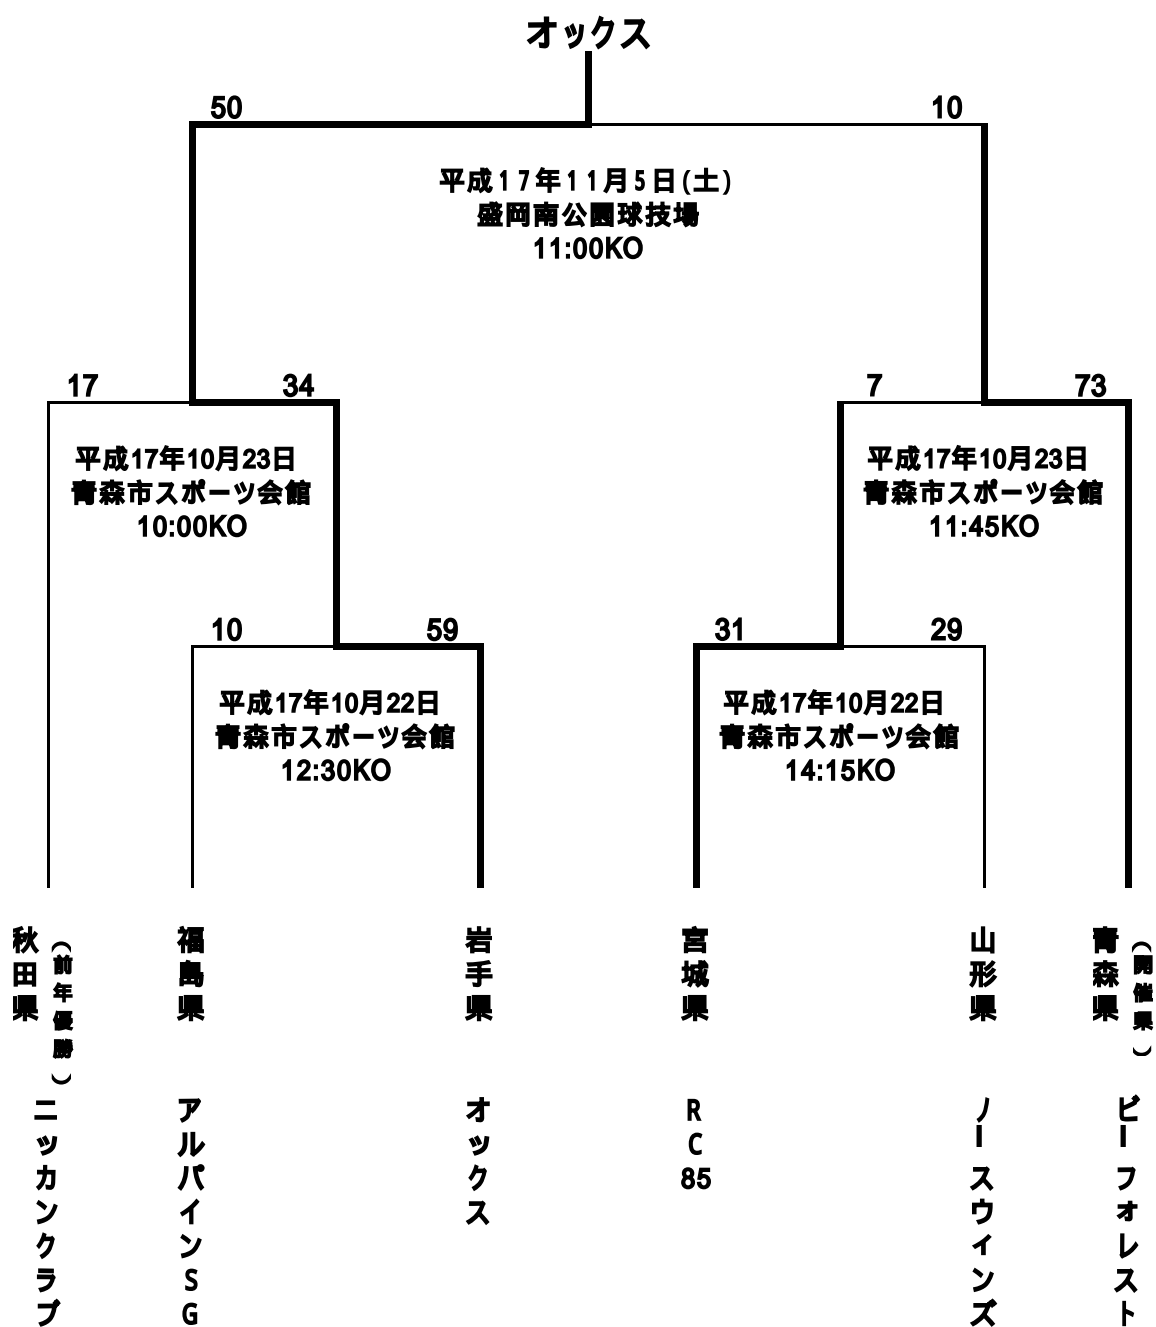 オックス
50
10
平成17年11月5日(土)
盛岡南公園球技場
11:00KO
17
34
7
73
平成17年10月23日
青森市スポーツ会館
10:00KO
平成17年10月23日
青森市スポーツ会館
11:45KO
10
59
31
29
平成17年10月22日
青森市スポーツ会館
12:30KO
平成17年10月22日
青森市スポーツ会館
14:15KO
秋田県
(前年優勝)
ニッカンクラブ
福島県
アルパインSG
岩手県
オックス
宮城県
RC85
山形県
ノースウィンズ
青森県
(開催県)
ビーフォレスト